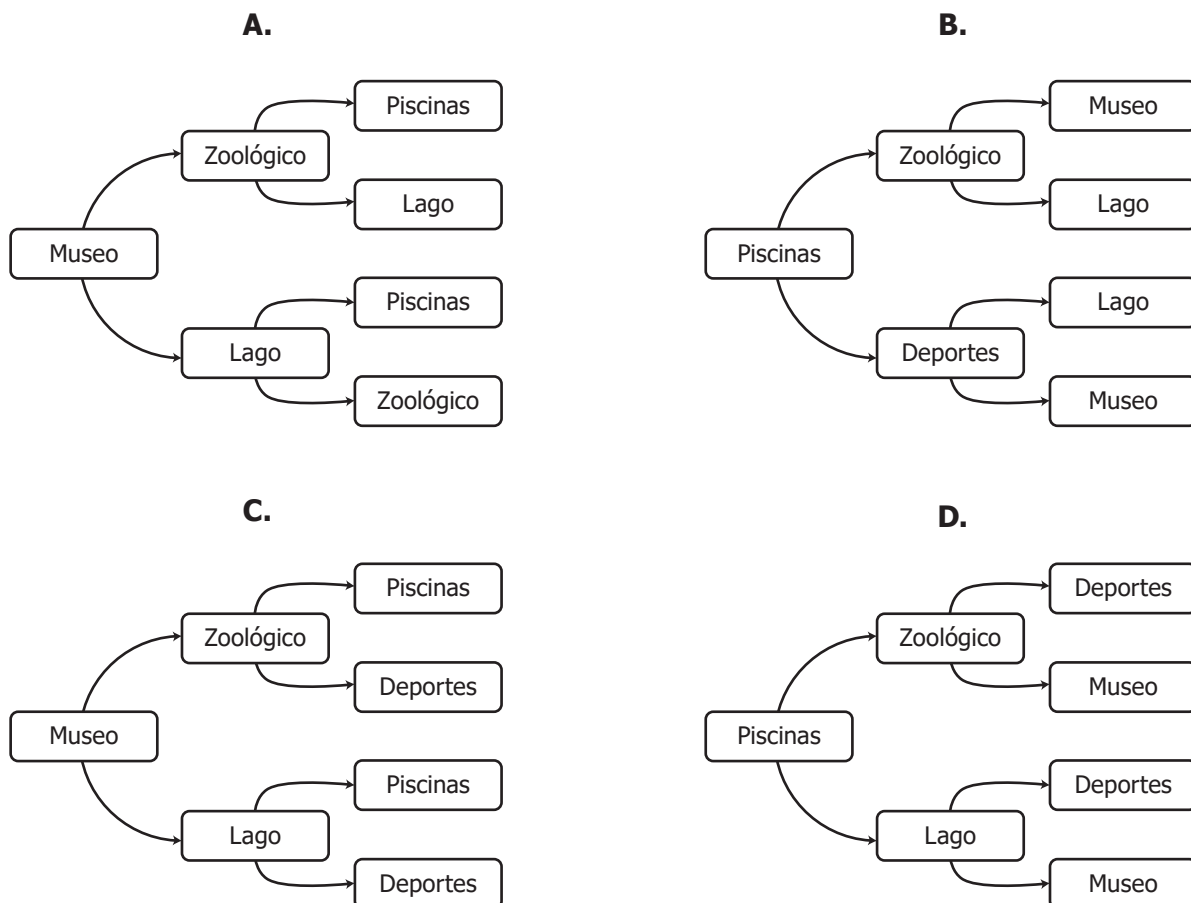 A.
Piscinas
Zoológico
Lago
Museo
Piscinas
Lago
Zoológico
B.
Museo
Zoológico
Lago
Piscinas
Lago
Deportes
Museo
C.
Piscinas
Zoológico
Deportes
Museo
Piscinas
Lago
Deportes
D.
Deportes
Zoológico
Museo
Piscinas
Deportes
Lago
Museo